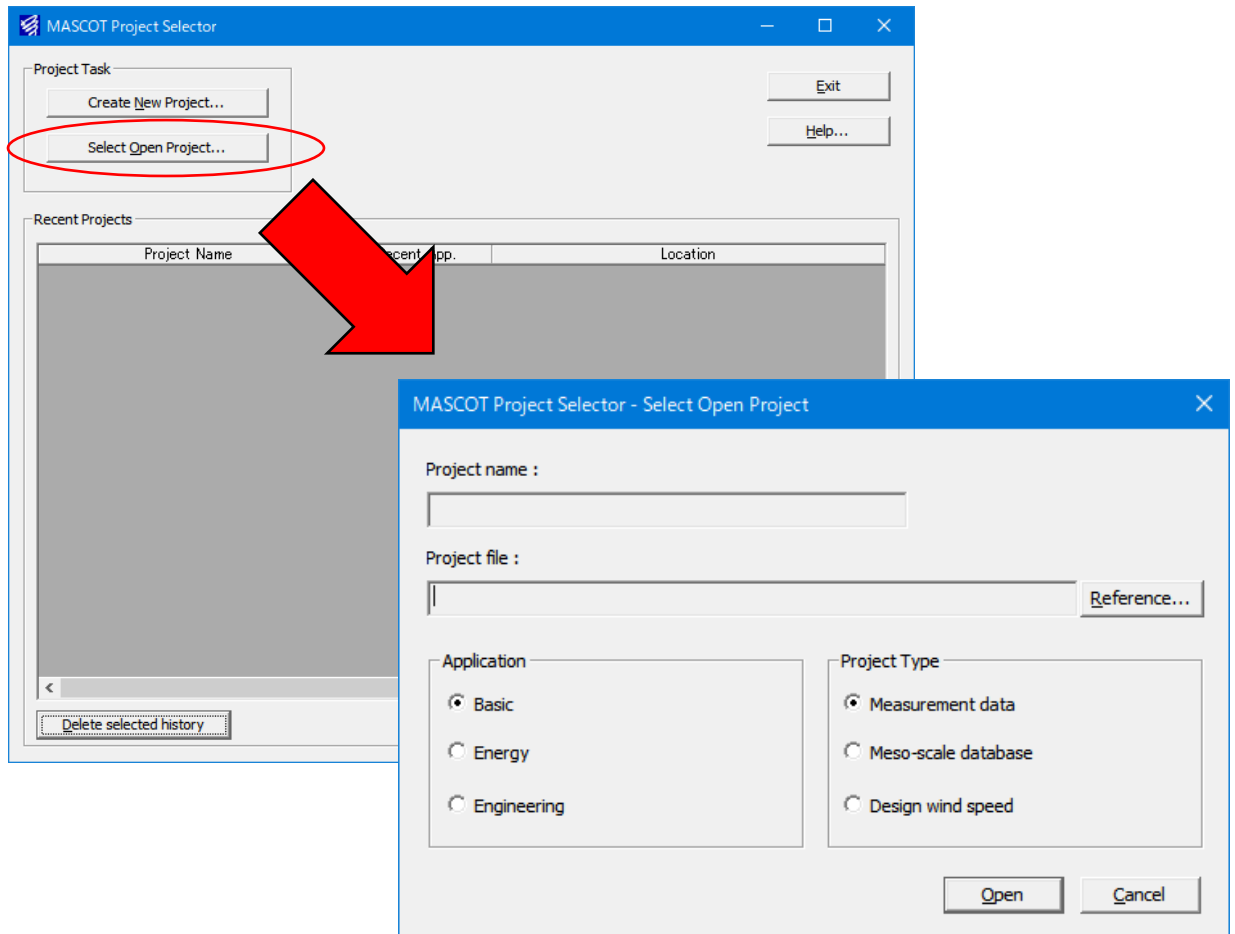 MASCOT Project Selector
Project Task
Create New Project...
Select Open Project...
Exit
Help...
Recent Projects
Project Name
pp.
Location
Delete selected history
MASCOT Project Selector - Select Open Project
Project name :
Project file :
Reference...
Application
Basic
Energy
Engineering
Project Type
Measurement data
Meso-scale database
Design wind speed
Open
Cancel